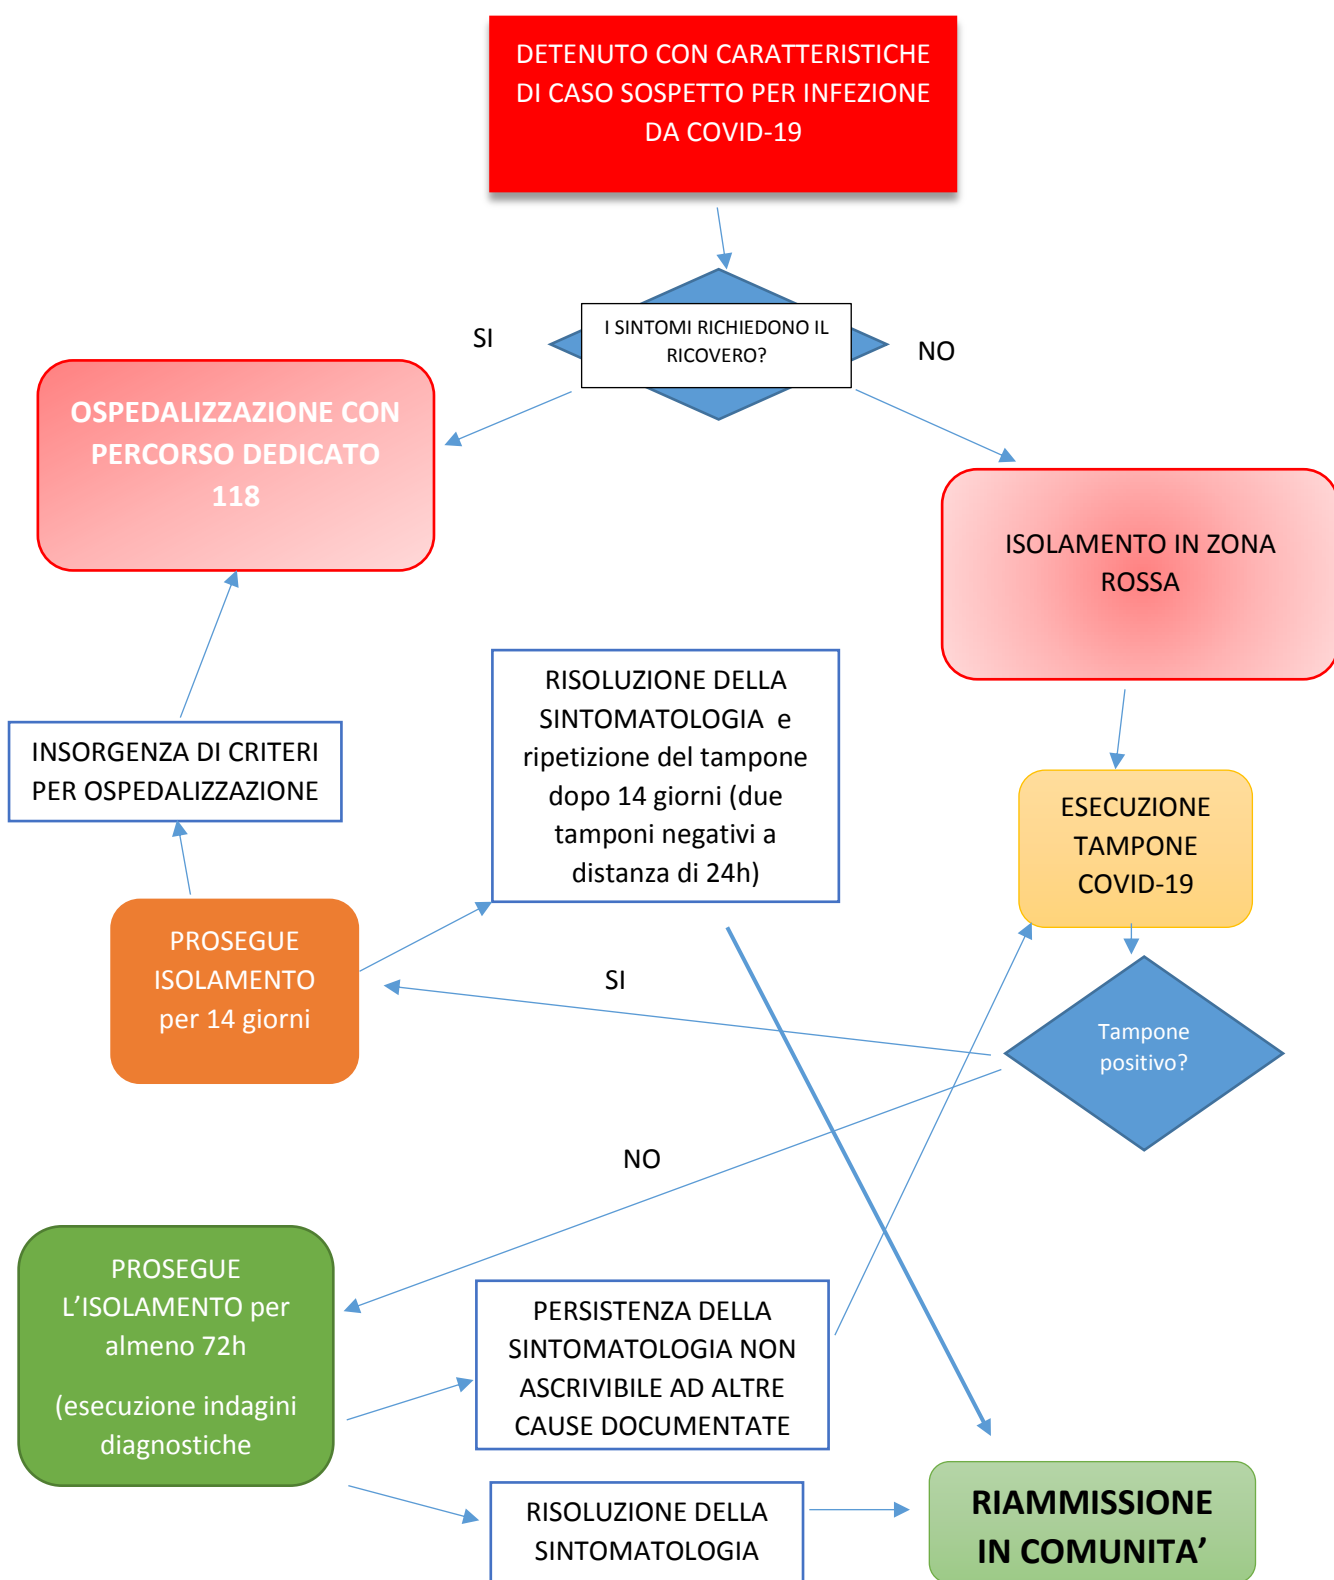 DETENUTO CON CARATTERISTICHE
DI CASO SOSPETTO PER INFEZIONE
DA COVID-19
I SINTOMI RICHIEDONO IL
RICOVERO?
SI
NO
OSPEDALIZZAZIONE CON
PERCORSO DEDICATO
118
ISOLAMENTO IN ZONA
ROSSA
RISOLUZIONE DELLA
SINTOMATOLOGIA e
ripetizione del tampone
dopo 14 giorni (due
tamponi negativi a
distanza di 24h)
INSORGENZA DI CRITERI
PER OSPEDALIZZAZIONE
ESECUZIONE
TAMPONE
COVID-19
PROSEGUE
ISOLAMENTO
per 14 giorni
SI
Tampone
positivo?
NO
PROSEGUE
L’ISOLAMENTO per
almeno 72h
(esecuzione indagini
diagnostiche
PERSISTENZA DELLA
SINTOMATOLOGIA NON
ASCRIVIBILE AD ALTRE
CAUSE DOCUMENTATE
RISOLUZIONE DELLA
SINTOMATOLOGIA
RIAMMISSIONE
IN COMUNITA’